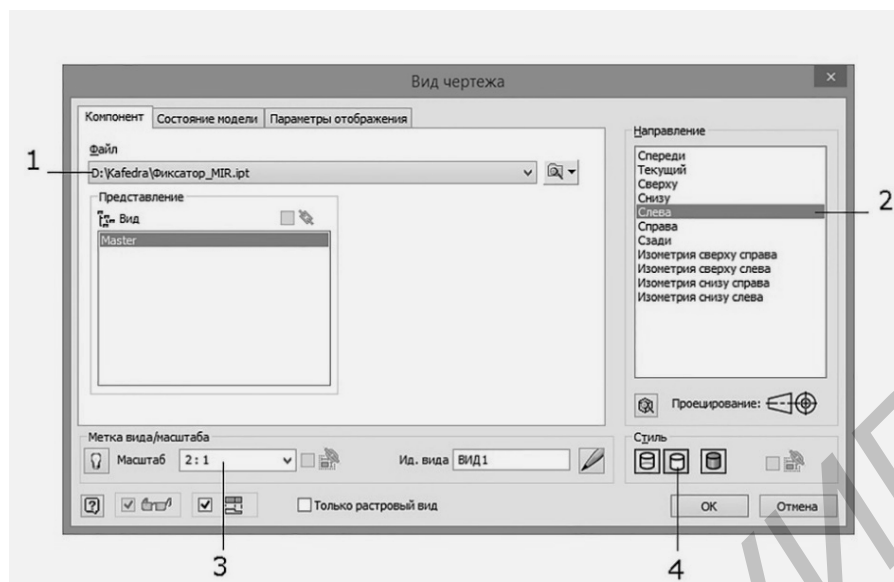 Вид чертежа
Компонент Состояние модели Параметры отображения
Файл
1
D:\Kafedra\Фиксатор_MIR.ipt
Представление
Вид
Master
Направление
Спереди
Текущий
Сверху
Снизу
Слева
2
Справа
Сзади
Изометрия сверху справа
Изометрия сверху слева
Изометрия снизу справа
Изометрия снизу слева
Проецирование:
Метка вида/масштаба
Масштаб 2 : 1
Ид. вида ВИД1
Стиль
Только растровый вид
ОК Отмена
3
4